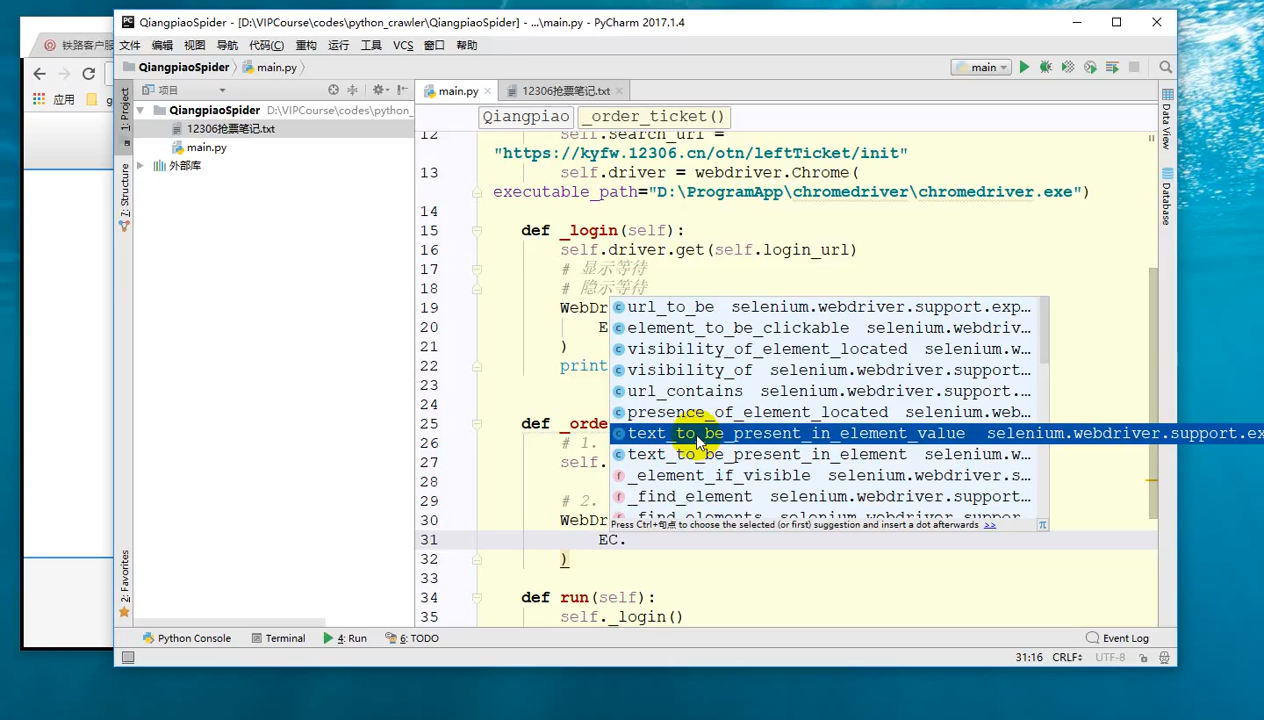 QiangpiaoSpider - [D:\VIPCourse\codes\python_crawler\QiangpiaoSpider] - ...\main.py - PyCharm 2017.1.4
铁路客户服
文件 编辑 视图 导航 代码(C) 重构 运行 工具 VCS 窗口 帮助
QiangpiaoSpider main.py main
应用 g
1: Project
7: Structure
2: Favorites
项目
QiangpiaoSpider D:\VIPCourse\codes\python_
12306抢票笔记.txt
main.py
外部库
main.py 12306抢票笔记.txt
Qiangpiao _order_ticket()
12 self.search_url =
"https://kyfw.12306.cn/otn/leftTicket/init"
13 self.driver = webdriver.Chrome(
executable_path="D:\ProgramApp\chromedriver\chromedriver.exe")
14
15 def _login(self):
16 self.driver.get(self.login_url)
17 # 显示等待
18 # 隐示等待
19 WebDr
20 E
21 )
22 print
23
24
25 def _orde
26 # 1.
27 self.
28
29 # 2.
30 WebDr
31 EC.
32 )
33
34 def run(self):
35 self._login()
url_to_be selenium.webdriver.support.exp...
element_to_be_clickable selenium.webdriv...
visibility_of_element_located selenium.w...
visibility_of selenium.webdriver.support...
url_contains selenium.webdriver.support....
presence_of_element_located selenium.web...
text_to_be_present_in_element_value selenium.webdriver.support.ex
text_to_be_present_in_element selenium.w...
_element_if_visible selenium.webdriver.s...
_find_element selenium.webdriver.support...
_find_elements selenium.webdriver.suppor...
Press Ctrl+句点 to choose the selected (or first) suggestion and insert a dot afterwards >> π
Data View
Database
Python Console Terminal 4: Run 6: TODO Event Log
31:16 CRLF UTF-8